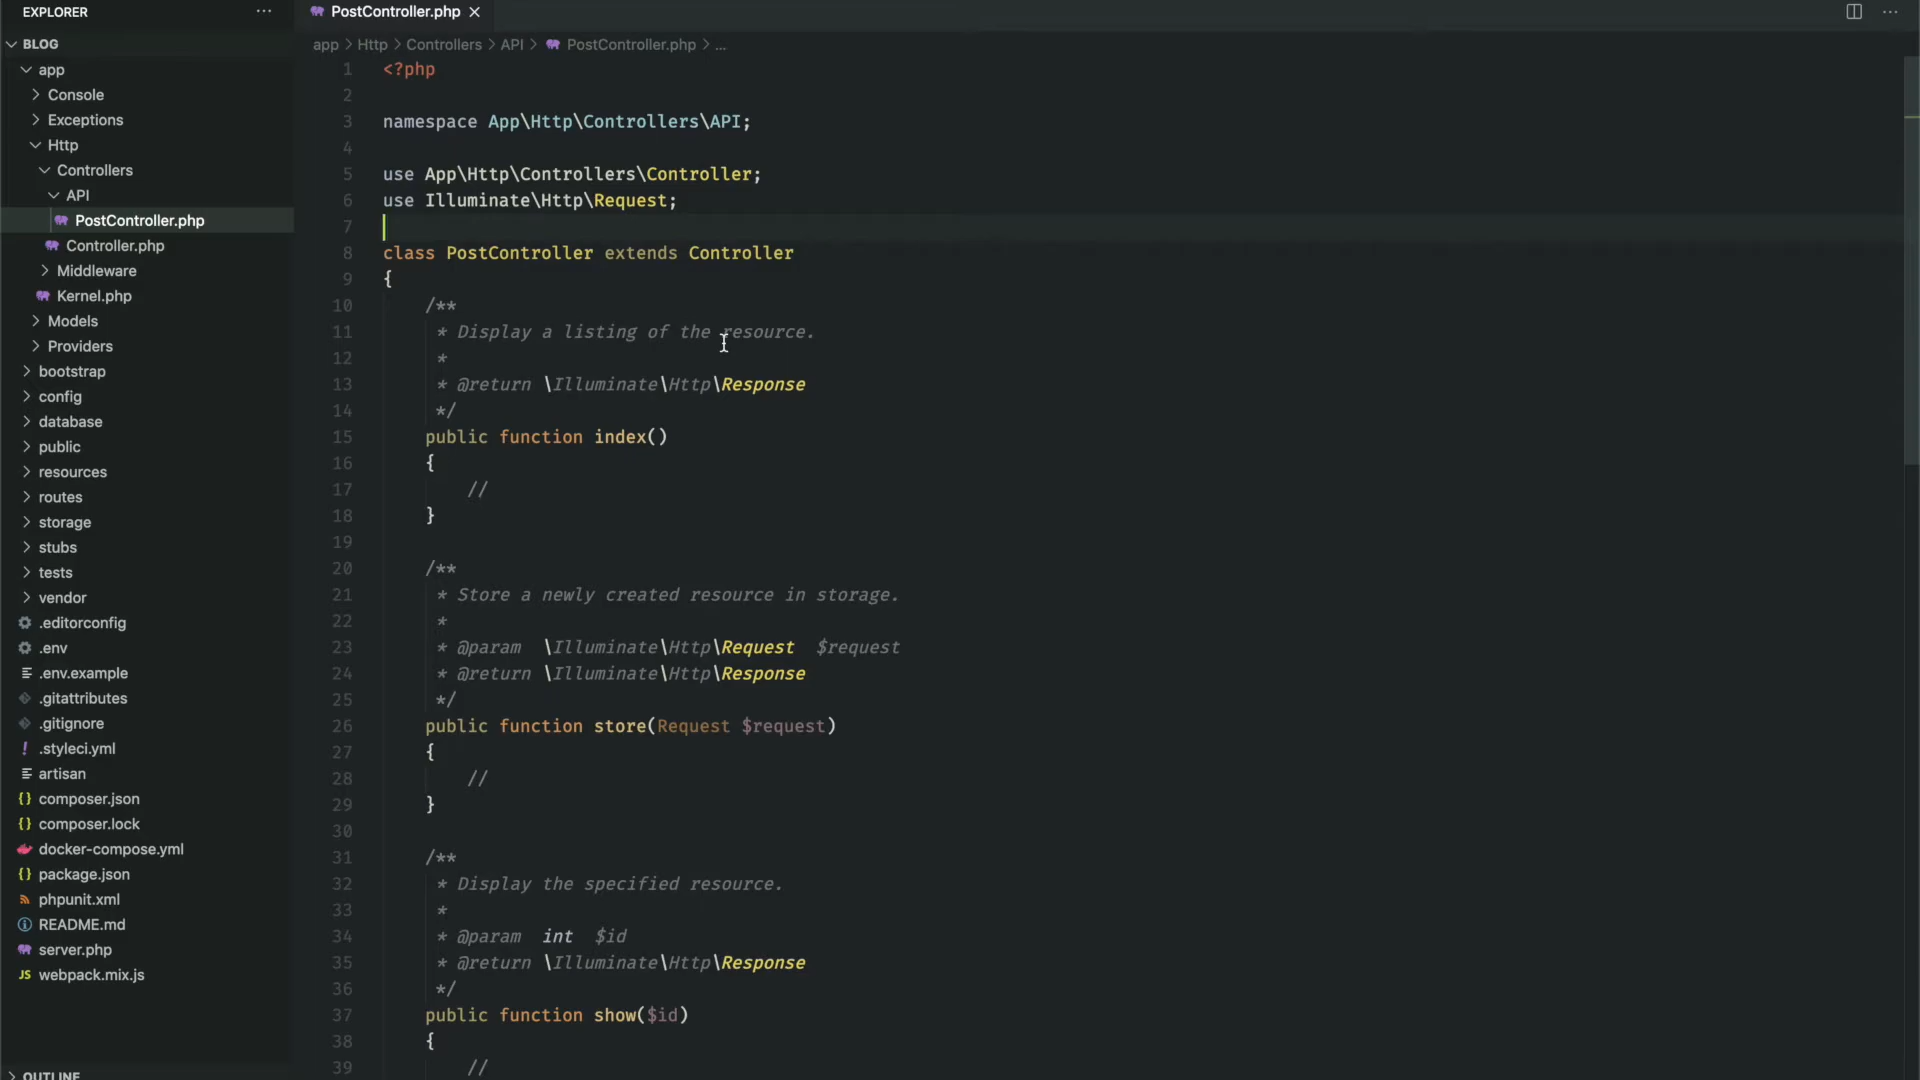 EXPLORER
BLOG
app
Console
Exceptions
Http
Controllers
API
PostController.php
Controller.php
Middleware
Kernel.php
Models
Providers
bootstrap
config
database
public
resources
routes
storage
stubs
tests
vendor
.editorconfig
.env
.env.example
.gitattributes
.gitignore
.styleci.yml
artisan
composer.json
composer.lock
docker-compose.yml
package.json
phpunit.xml
README.md
server.php
JS webpack.mix.js
OUTLINE
PostController.php
app > Http > Controllers > API > PostController.php > ...
1 <?php
2
3 namespace App\Http\Controllers\API;
4
5 use App\Http\Controllers\Controller;
6 use Illuminate\Http\Request;
7
8 class PostController extends Controller
9 {
10 /**
11 * Display a listing of the resource.
12 *
13 * @return \Illuminate\Http\Response
14 */
15 public function index()
16 {
17 //
18 }
19
20 /**
21 * Store a newly created resource in storage.
22 *
23 * @param  \Illuminate\Http\Request  $request
24 * @return \Illuminate\Http\Response
25 */
26 public function store(Request $request)
27 {
28 //
29 }
30
31 /**
32 * Display the specified resource.
33 *
34 * @param  int  $id
35 * @return \Illuminate\Http\Response
36 */
37 public function show($id)
38 {
39 //